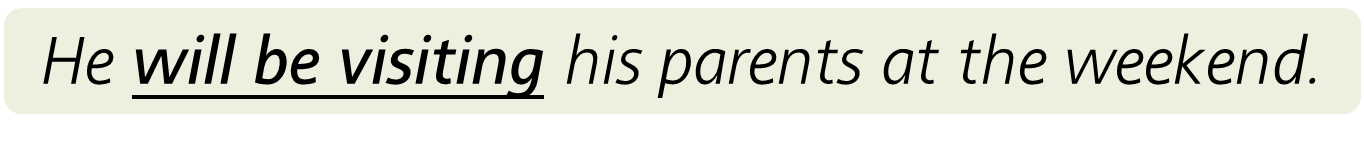 He will be visiting his parents at the weekend.